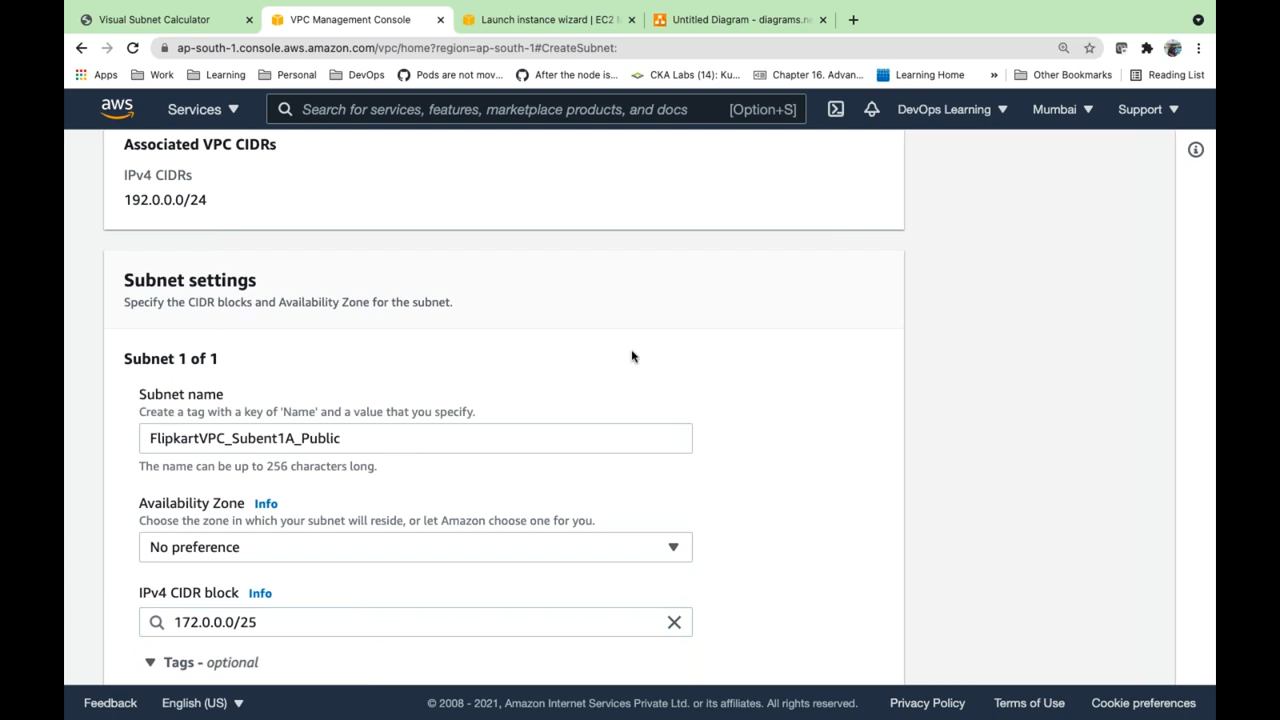 Visual Subnet Calculator
VPC Management Console
Launch instance wizard | EC2 M
Untitled Diagram - diagrams.ne
ap-south-1.console.aws.amazon.com/vpc/home?region=ap-south-1#CreateSubnet:
Apps
Work
Learning
Personal
DevOps
Pods are not mov...
After the node is...
CKA Labs (14): Ku...
Chapter 16. Advan...
Learning Home
»
Other Bookmarks
Reading List
aws
Services
Search for services, features, marketplace products, and docs
[Option+S]
DevOps Learning
Mumbai
Support
Associated VPC CIDRs
IPv4 CIDRs
192.0.0.0/24
Subnet settings
Specify the CIDR blocks and Availability Zone for the subnet.
Subnet 1 of 1
Subnet name
Create a tag with a key of 'Name' and a value that you specify.
FlipkartVPC_Subent1A_Public
The name can be up to 256 characters long.
Availability Zone Info
Choose the zone in which your subnet will reside, or let Amazon choose one for you.
No preference
IPv4 CIDR block Info
172.0.0.0/25
Tags - optional
Feedback
English (US)
© 2008 - 2021, Amazon Internet Services Private Ltd. or its affiliates. All rights reserved.
Privacy Policy
Terms of Use
Cookie preferences